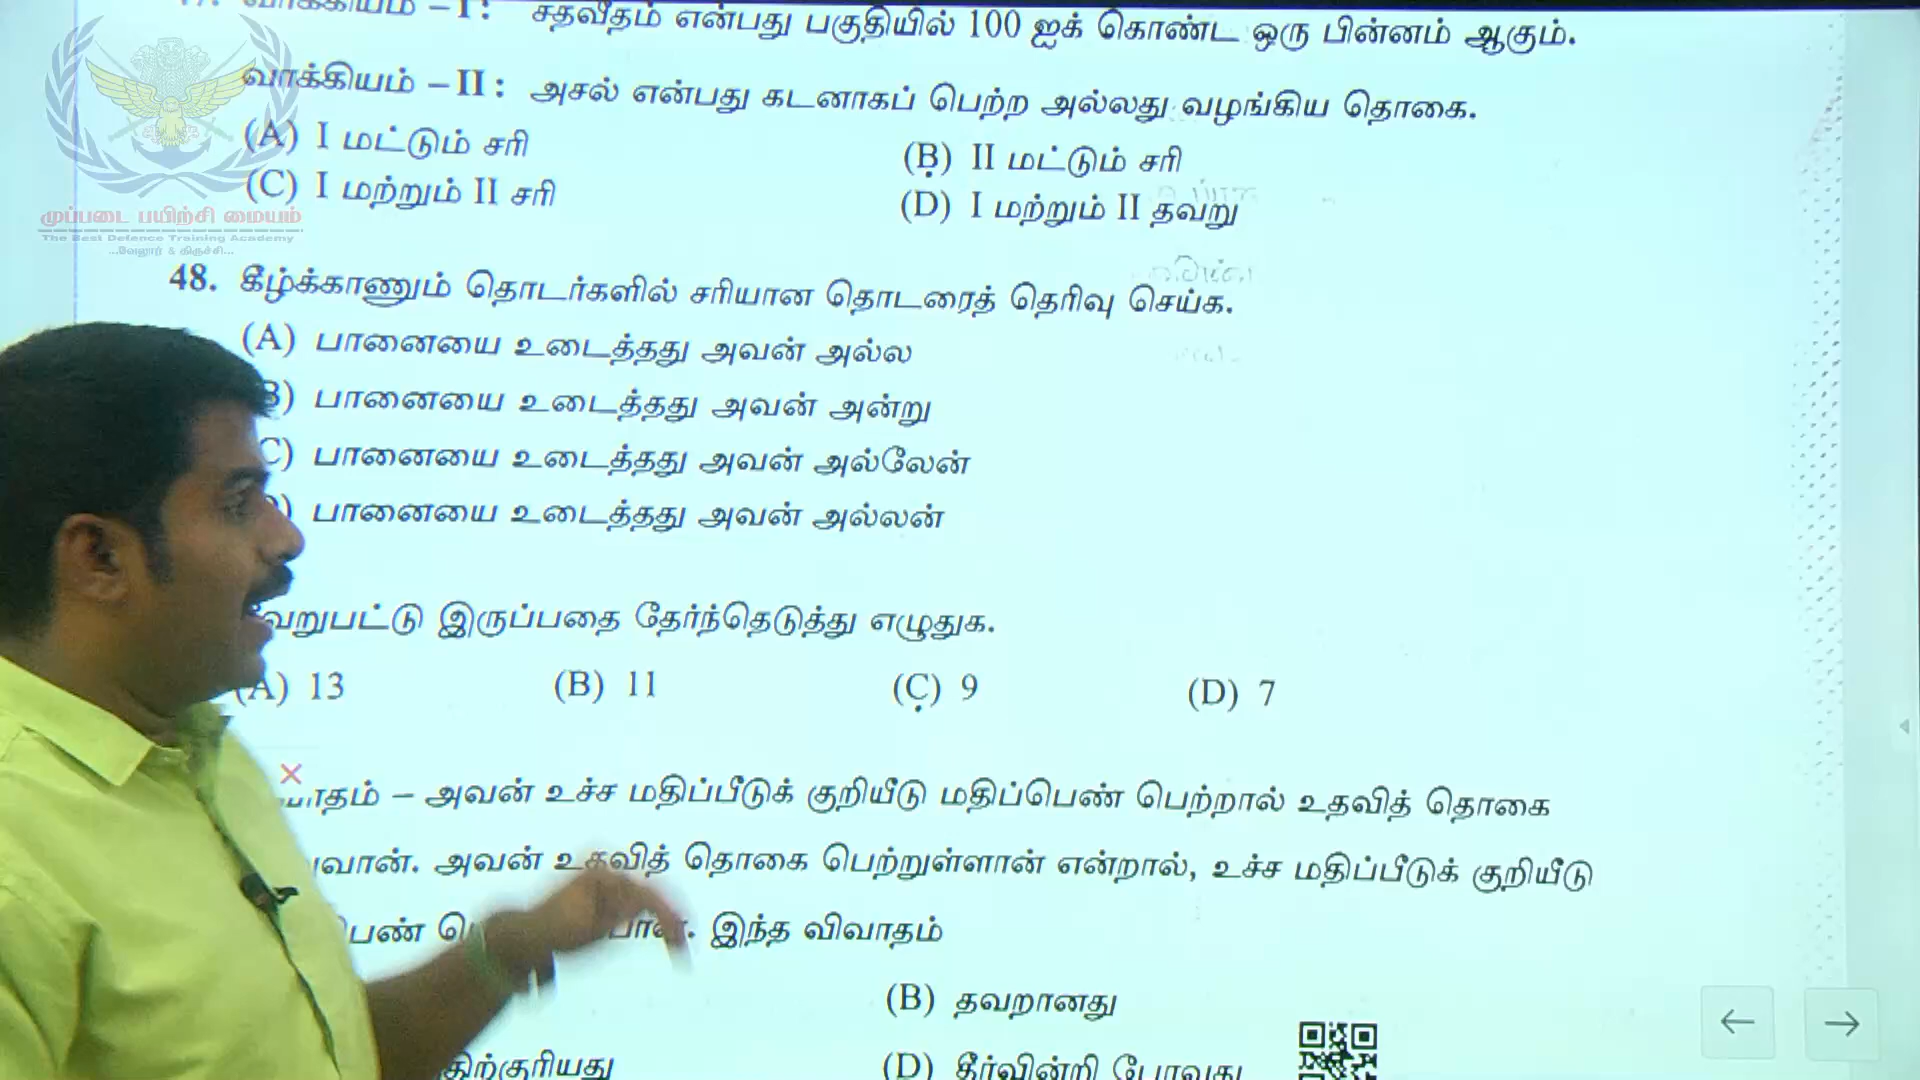 வாக்கியம் – I : சதவீதம் என்பது பகுதியில் 100 ஐக் கொண்ட ஒரு பின்னம் ஆகும்.
வாக்கியம் – II : அசல் என்பது கடனாகப் பெற்ற அல்லது வழங்கிய தொகை.
(A) I மட்டும் சரி (B) II மட்டும் சரி
(C) I மற்றும் II சரி (D) I மற்றும் II தவறு
முப்படை பயிற்சி மையம்
The Best Defence Training Academy
...வேலூர் & திருச்சி...
48. கீழ்க்காணும் தொடர்களில் சரியான தொடரைத் தெரிவு செய்க.
(A) பானையை உடைத்தது அவன் அல்ல
B) பானையை உடைத்தது அவன் அன்று
C) பானையை உடைத்தது அவன் அல்லேன்
) பானையை உடைத்தது அவன் அல்லன்
வேறுபட்டு இருப்பதை தேர்ந்தெடுத்து எழுதுக.
(A) 13 (B) 11 (C) 9 (D) 7
– அவன் உச்ச மதிப்பீடுக் குறியீடு மதிப்பெண் பெற்றால் உதவித் தொகை
அவன் உதவித் தொகை பெற்றுள்ளான் என்றால், உச்ச மதிப்பீடுக் குறியீடு
இந்த விவாதம்
(B) தவறானது
(D) தீர்வின்றி போவது